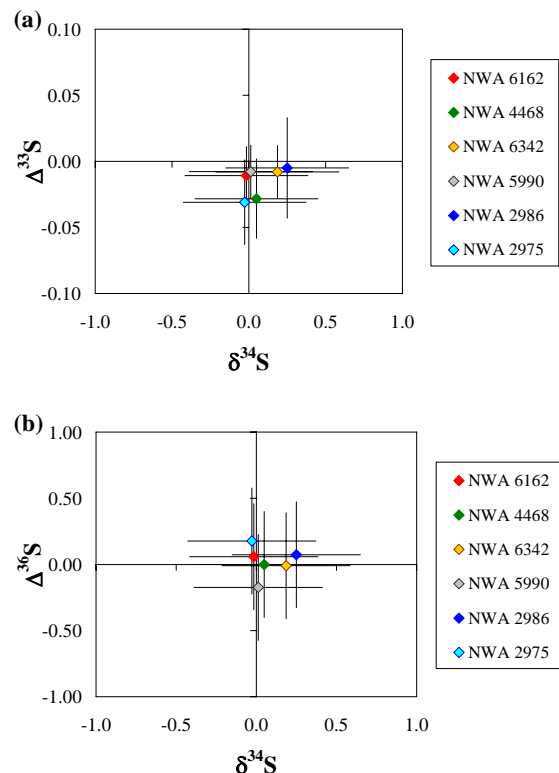 (a)
0.10
0.05
0.00
-0.05
-0.10
Δ33S
-1.0 -0.5 0.0 0.5 1.0
δ34S
NWA 6162
NWA 4468
NWA 6342
NWA 5990
NWA 2986
NWA 2975
(b)
1.00
0.50
0.00
-0.50
-1.00
Δ36S
-1.0 -0.5 0.0 0.5 1.0
δ34S
NWA 6162
NWA 4468
NWA 6342
NWA 5990
NWA 2986
NWA 2975